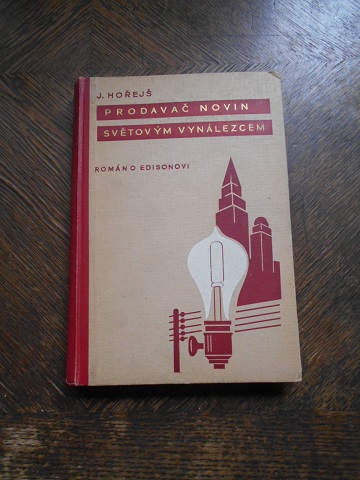 J. HOŘEJŠ
PRODAVAČ NOVIN
SVĚTOVÝM VYNÁLEZCEM
ROMÁN O EDISONOVI